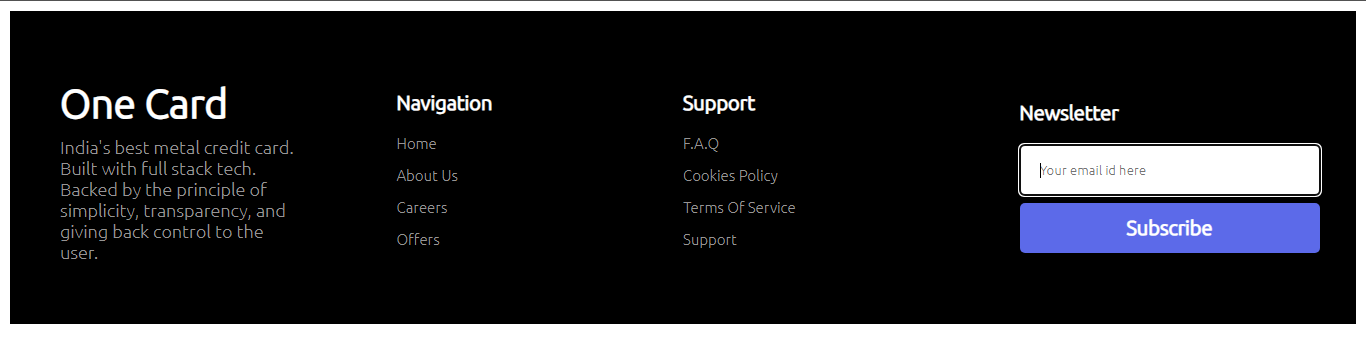 One Card
India's best metal credit card.
Built with full stack tech.
Backed by the principle of
simplicity, transparency, and
giving back control to the
user.
Navigation
Home
About Us
Careers
Offers
Support
F.A.Q
Cookies Policy
Terms Of Service
Support
Newsletter
Your email id here
Subscribe